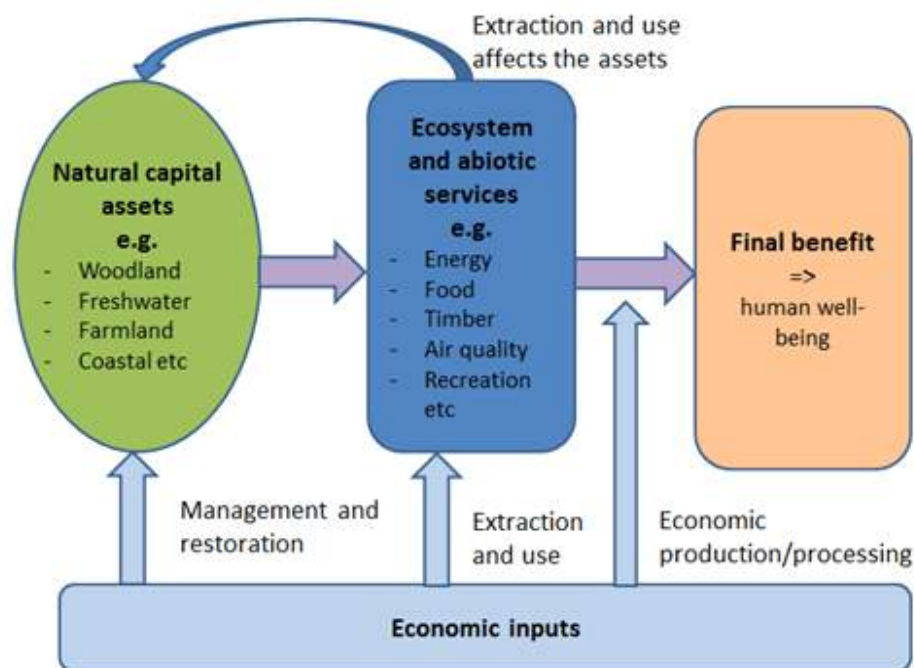 Extraction and use
affects the assets
Natural capital
assets
e.g.
- Woodland
- Freshwater
- Farmland
- Coastal etc
Ecosystem
and abiotic
services
e.g.
- Energy
- Food
- Timber
- Air quality
- Recreation
etc
Final benefit
=>
human well-
being
Management and
restoration
Extraction
and use
Economic
production/processing
Economic inputs